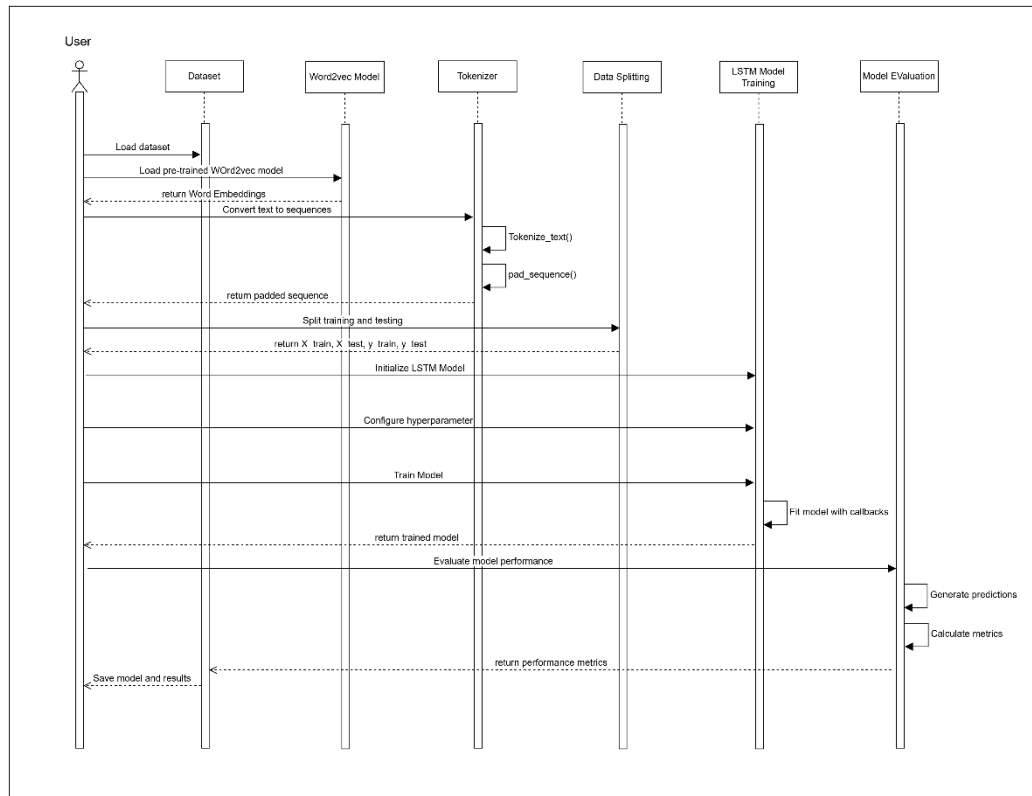 User
Dataset
Word2vec Model
Tokenizer
Data Splitting
LSTM Model
Training
Model EValuation
Load dataset
Load pre-trained WOrd2vec model
return Word Embeddings
Convert text to sequences
Tokenize_text()
pad_sequence()
return padded sequence
Split training and testing
return X_train, X_test, y_train, y_test
Initialize LSTM Model
Configure hyperparameter
Train Model
Fit model with callbacks
return trained model
Evaluate model performance
Generate predictions
Calculate metrics
return performance metrics
Save model and results